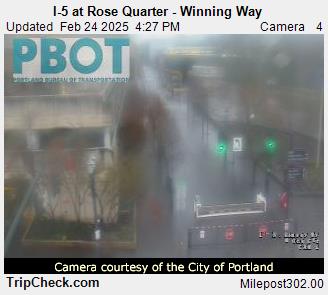 I-5 at Rose Quarter - Winning Way
Updated Feb 24 2025 4:27 PM Camera 4
PBOT
PORTLAND BUREAU OF TRANSPORTATION
Camera courtesy of the City of Portland
TripCheck.com Milepost302.00